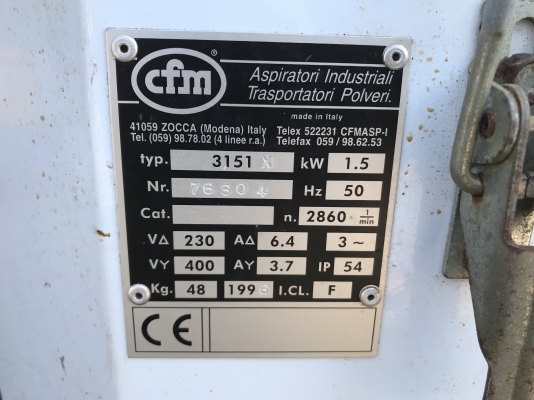 cfm ®
Aspiratori Industriali
Trasportatori Polveri.
made in Italy
41059 ZOCCA (Modena) Italy Telex 522231 CFMASP-I
Tel. (059) 98.78.02 (4 linee r.a.) Telefax 059 / 98.62.53
typ. 3151 X kW 1.5
Nr. 76804 Hz 50
Cat. n. 2860 1/min
V∆ 230 A∆ 6.4 3 ~
VY 400 AY 3.7 IP 54
Kg. 48 199 I.CL. F
CE